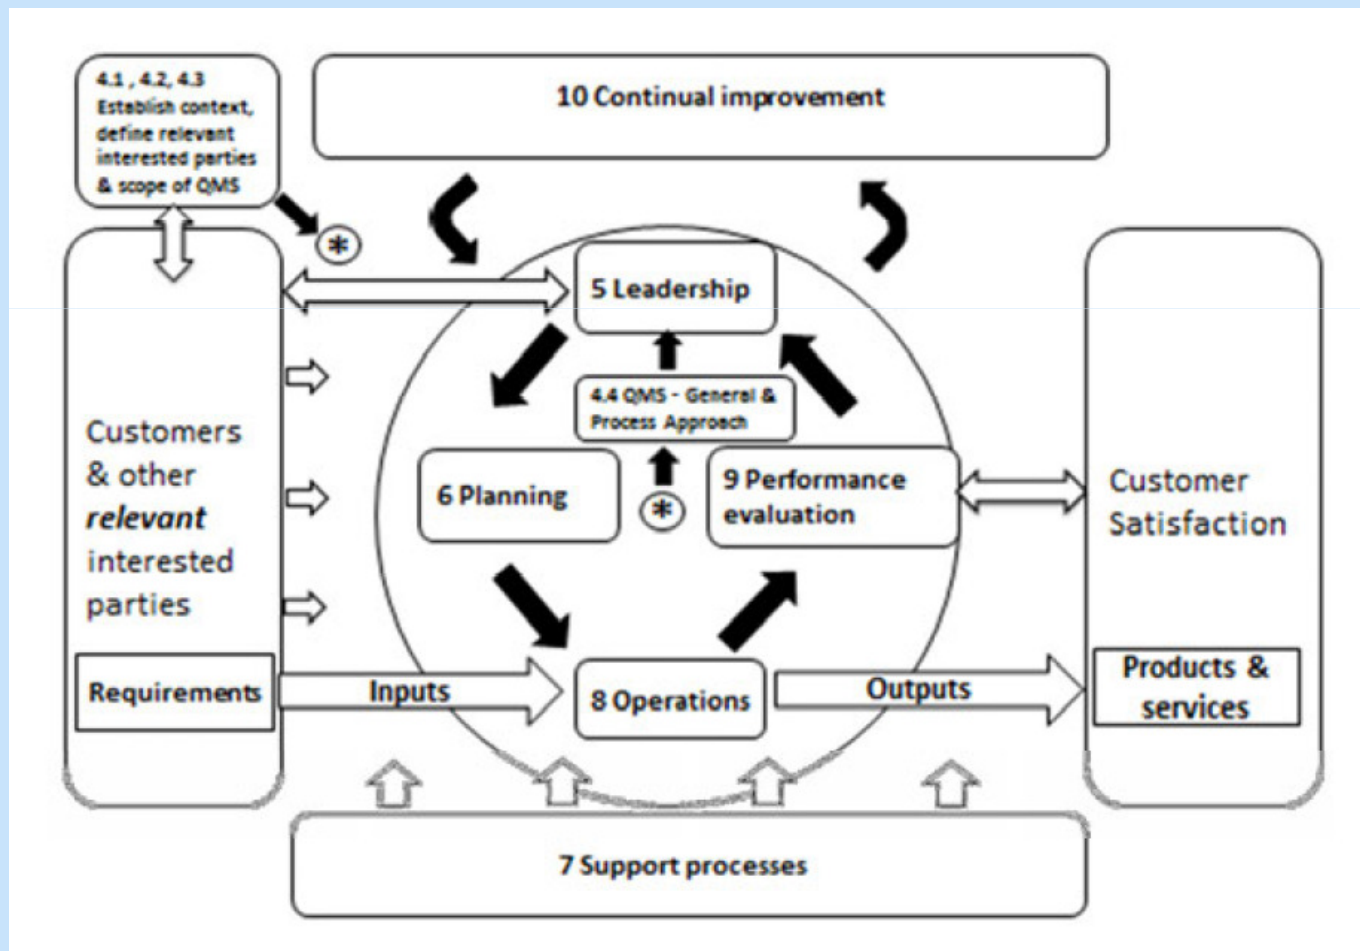 4.1 , 4.2, 4.3
Establish context,
define relevant
interested parties
& scope of QMS
10 Continual improvement
*
5 Leadership
4.4 QMS - General &
Process Approach
Customers
& other
relevant
interested
parties
6 Planning
*
9 Performance
evaluation
Customer
Satisfaction
Requirements
Inputs
8 Operations
Outputs
Products &
services
7 Support processes